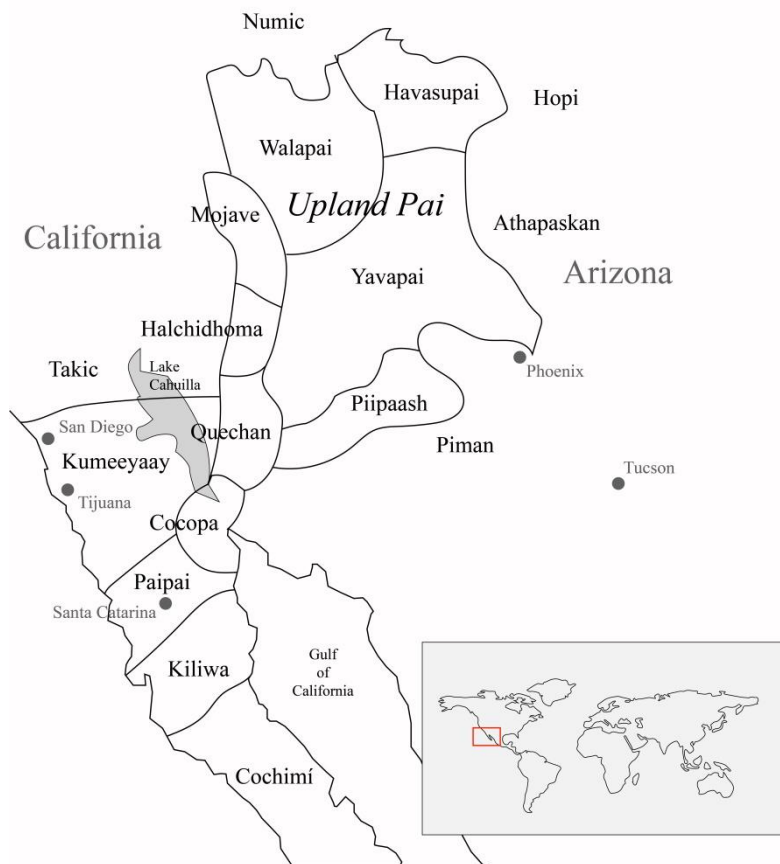 Numic
Havasupai
Hopi
Walapai
Upland Pai
Mojave
Athapaskan
California
Arizona
Yavapai
Halchidhoma
Takic
Lake
Cahuilla
Phoenix
Piipaash
San Diego
Quechan
Piman
Kumeeyaay
Tucson
Tijuana
Cocopa
Paipai
Santa Catarina
Kiliwa
Gulf
of
California
Cochimí